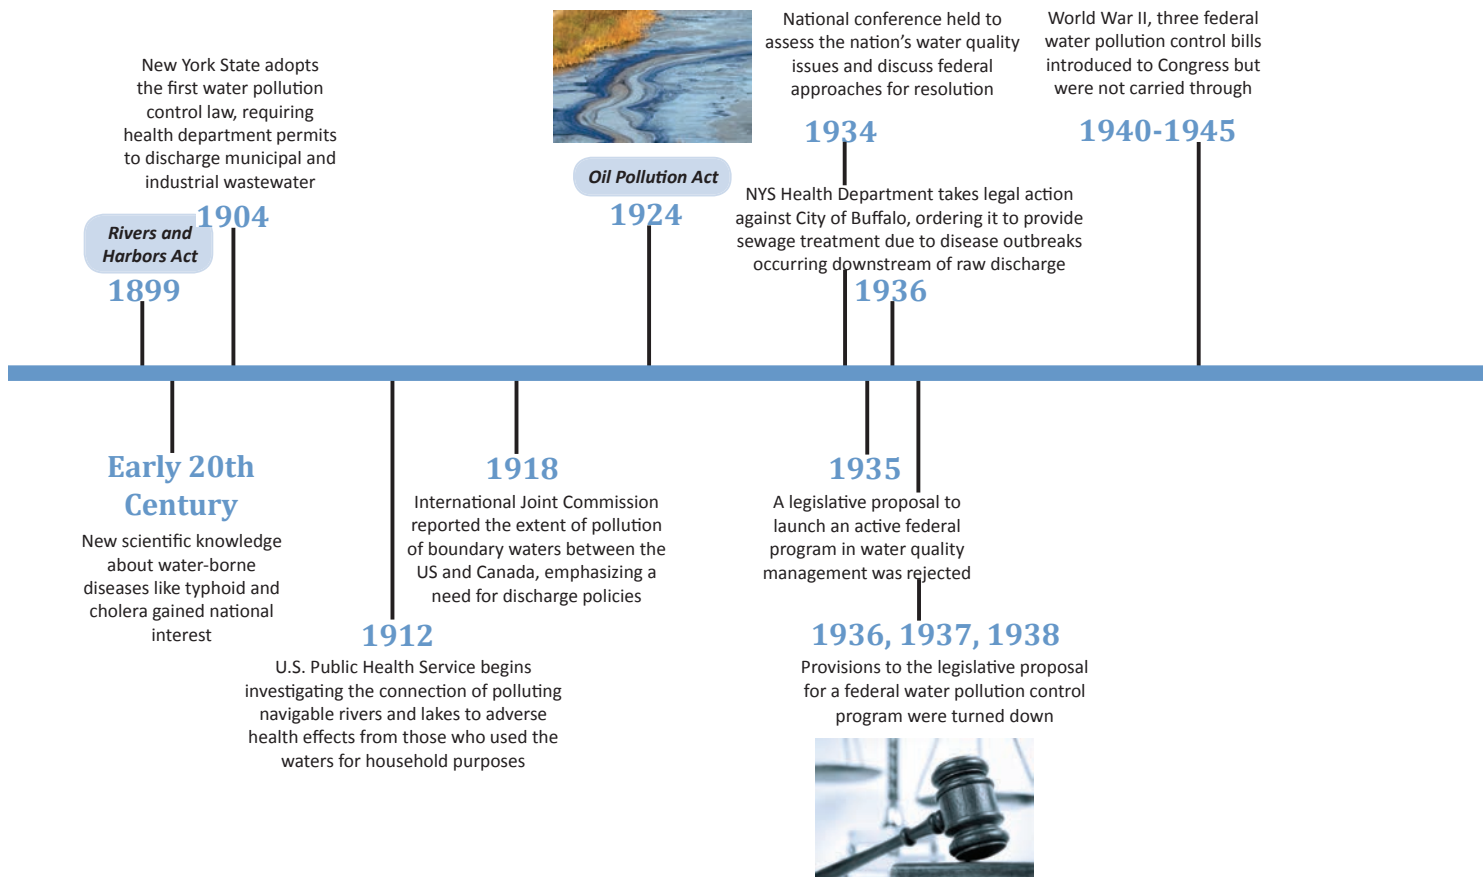 New York State adopts
the first water pollution
control law, requiring
health department permits
to discharge municipal and
industrial wastewater
1904
Rivers and
Harbors Act
1899
Oil Pollution Act
1924
National conference held to
assess the nation’s water quality
issues and discuss federal
approaches for resolution
1934
NYS Health Department takes legal action
against City of Buffalo, ordering it to provide
sewage treatment due to disease outbreaks
occurring downstream of raw discharge
1936
World War II, three federal
water pollution control bills
introduced to Congress but
were not carried through
1940-1945
Early 20th
Century
New scientific knowledge
about water-borne
diseases like typhoid and
cholera gained national
interest
1912
U.S. Public Health Service begins
investigating the connection of polluting
navigable rivers and lakes to adverse
health effects from those who used the
waters for household purposes
1918
International Joint Commission
reported the extent of pollution
of boundary waters between the
US and Canada, emphasizing a
need for discharge policies
1935
A legislative proposal to
launch an active federal
program in water quality
management was rejected
1936, 1937, 1938
Provisions to the legislative proposal
for a federal water pollution control
program were turned down